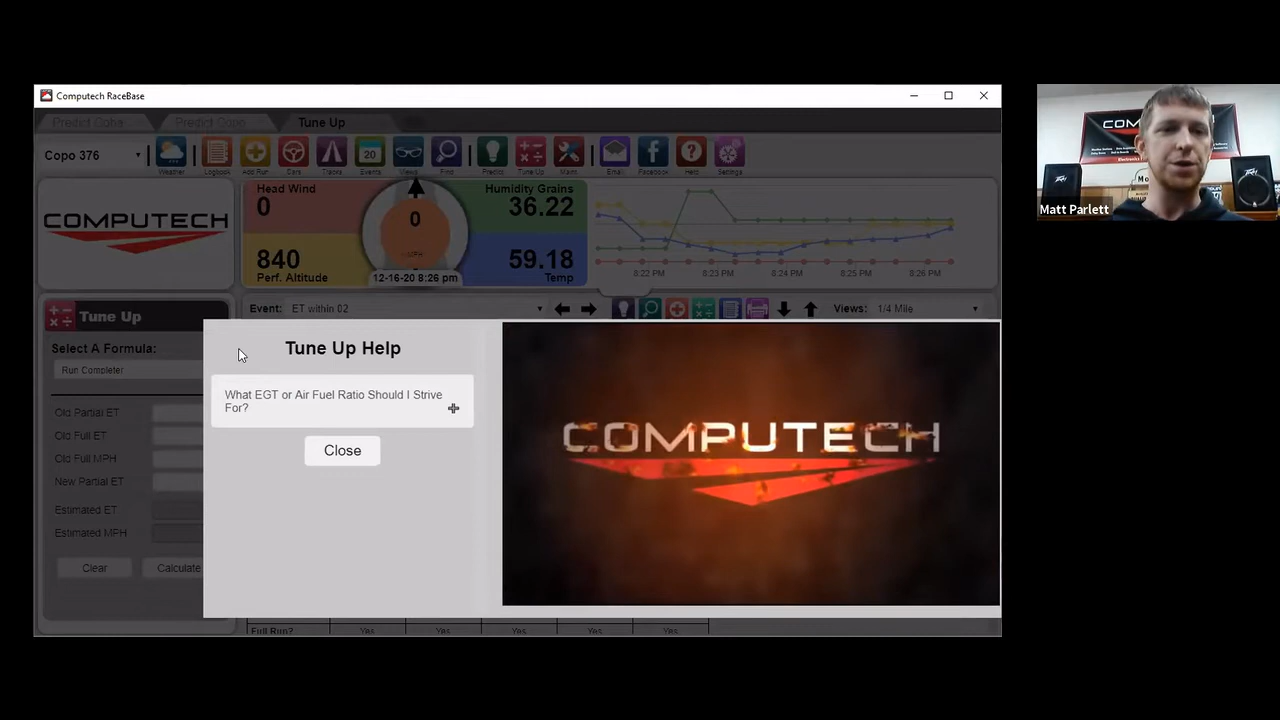 Computech RaceBase
Predict Gobe
Predict Gobe
Tune Up
Copo 376
Weather
Logbook
Add Run
Cars
Tracks
Events
Views
Find
Predict
Tune Up
Maint.
Email
Facebook
Help
Settings
20
COMPUTECH
Head Wind
0
840
Perf. Altitude
0
MPH
12-16-20 8:26 pm
Humidity Grains
36.22
59.18
Temp
8:22 PM
8:23 PM
8:24 PM
8:25 PM
8:26 PM
Tune Up
Event:
ET within 02
Views:
1/4 Mile
Select A Formula:
Run Completer
Old Partial ET
Old Full ET
Old Full MPH
New Partial ET
Estimated ET
Estimated MPH
Clear
Calculate
Tune Up Help
What EGT or Air Fuel Ratio Should I Strive
For?
Close
COMPUTECH
Full Run?
Yes
Yes
Yes
Yes
Yes
PEAVEY
Matt Parlett